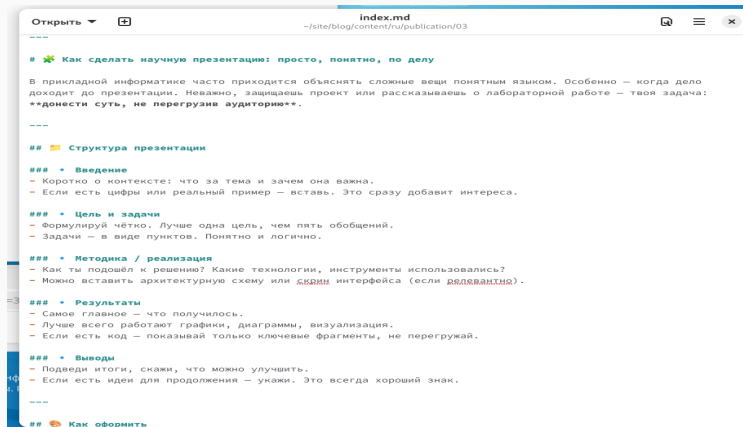 Открыть
index.md
~/site/blog/content/ru/publication/03
---
# 🧩 Как сделать научную презентацию: просто, понятно, по делу
В прикладной информатике часто приходится объяснять сложные вещи понятным языком. Особенно — когда дело
доходит до презентации. Неважно, защищаешь проект или рассказываешь о лабораторной работе — твоя задача:
**донести суть, не перегрузив аудиторию**.
---
## 📁 Структура презентации
### 🔹 Введение
- Коротко о контексте: что за тема и зачем она важна.
- Если есть цифры или реальный пример — вставь. Это сразу добавит интереса.
### 🔹 Цель и задачи
- Формулируй чётко. Лучше одна цель, чем пять обобщений.
- Задачи — в виде пунктов. Понятно и логично.
### 🔹 Методика / реализация
- Как ты подошёл к решению? Какие технологии, инструменты использовались?
- Можно вставить архитектурную схему или скрин интерфейса (если релевантно).
### 🔹 Результаты
- Самое главное — что получилось.
- Лучше всего работают графики, диаграммы, визуализация.
- Если есть код — показывай только ключевые фрагменты, не перегружай.
### 🔹 Выводы
- Подведи итоги, скажи, что можно улучшить.
- Если есть идеи для продолжения — укажи. Это всегда хороший знак.
---
## 🎨 Как оформить